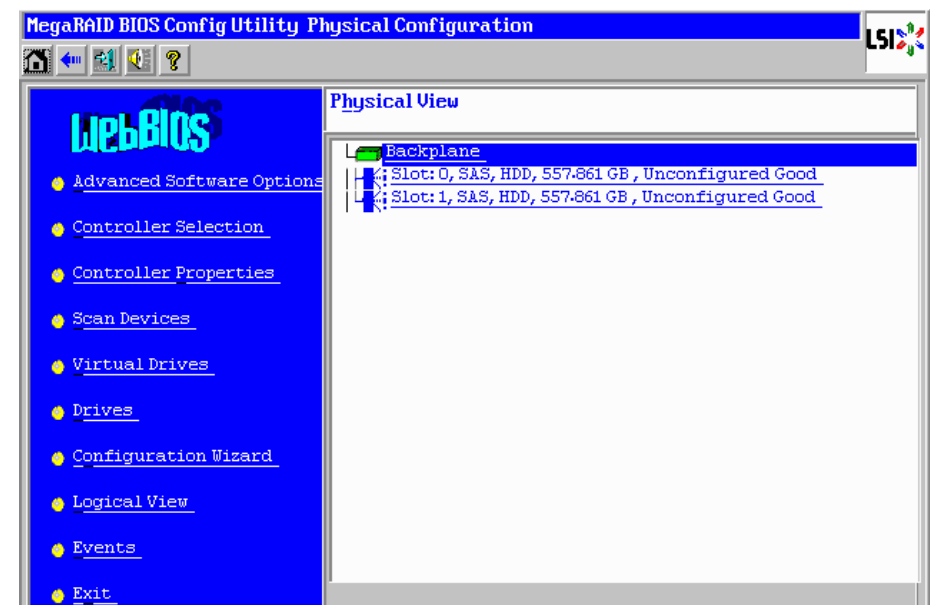 MegaRAID BIOS Config Utility Physical Configuration
LSI
WebBIOS
Advanced Software Options
Controller Selection
Controller Properties
Scan Devices
Virtual Drives
Drives
Configuration Wizard
Logical View
Events
Exit
Physical View
Backplane
Slot: 0, SAS, HDD, 557.861 GB , Unconfigured Good
Slot: 1, SAS, HDD, 557.861 GB , Unconfigured Good